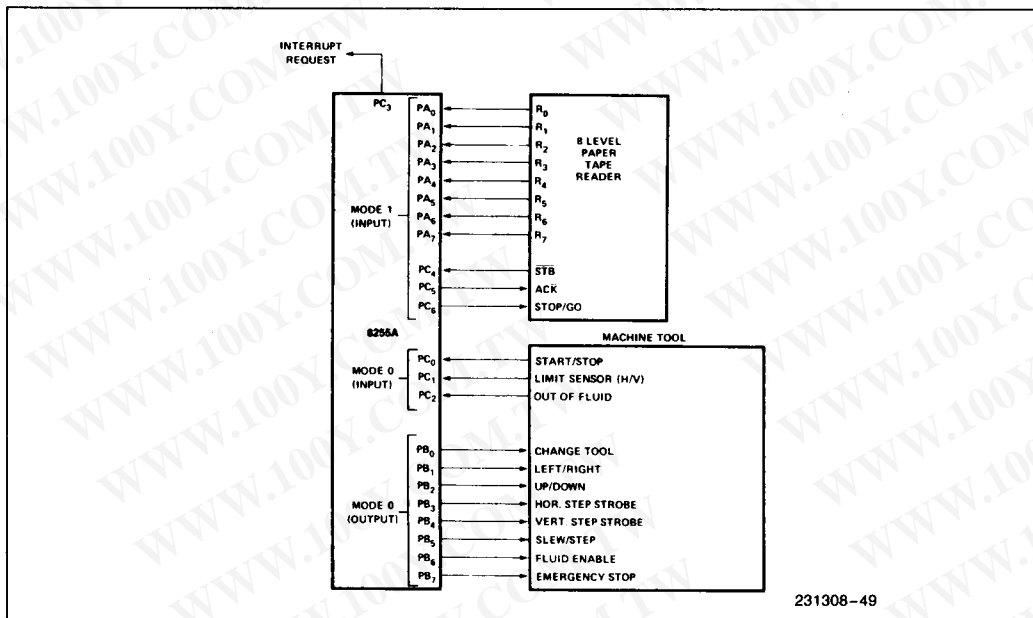 INTERRUPT
REQUEST
PC3
MODE 1
(INPUT)
PA0
PA1
PA2
PA3
PA4
PA5
PA6
PA7
PC4
PC5
PC6
R0
R1
R2
R3
R4
R5
R6
R7
8 LEVEL
PAPER
TAPE
READER
STB
ACK
STOP/GO
8255A
MACHINE TOOL
MODE 0
(INPUT)
PC0
PC1
PC2
START/STOP
LIMIT SENSOR (H/V)
OUT OF FLUID
MODE 0
(OUTPUT)
PB0
PB1
PB2
PB3
PB4
PB5
PB6
PB7
CHANGE TOOL
LEFT/RIGHT
UP/DOWN
HOR. STEP STROBE
VERT. STEP STROBE
SLEW/STEP
FLUID ENABLE
EMERGENCY STOP
231308-49
WWW.100Y.COM.TW